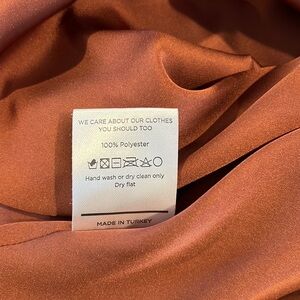 WE CARE ABOUT OUR CLOTHES
YOU SHOULD TOO
100% Polyester
Hand wash or dry clean only
Dry flat
MADE IN TURKEY